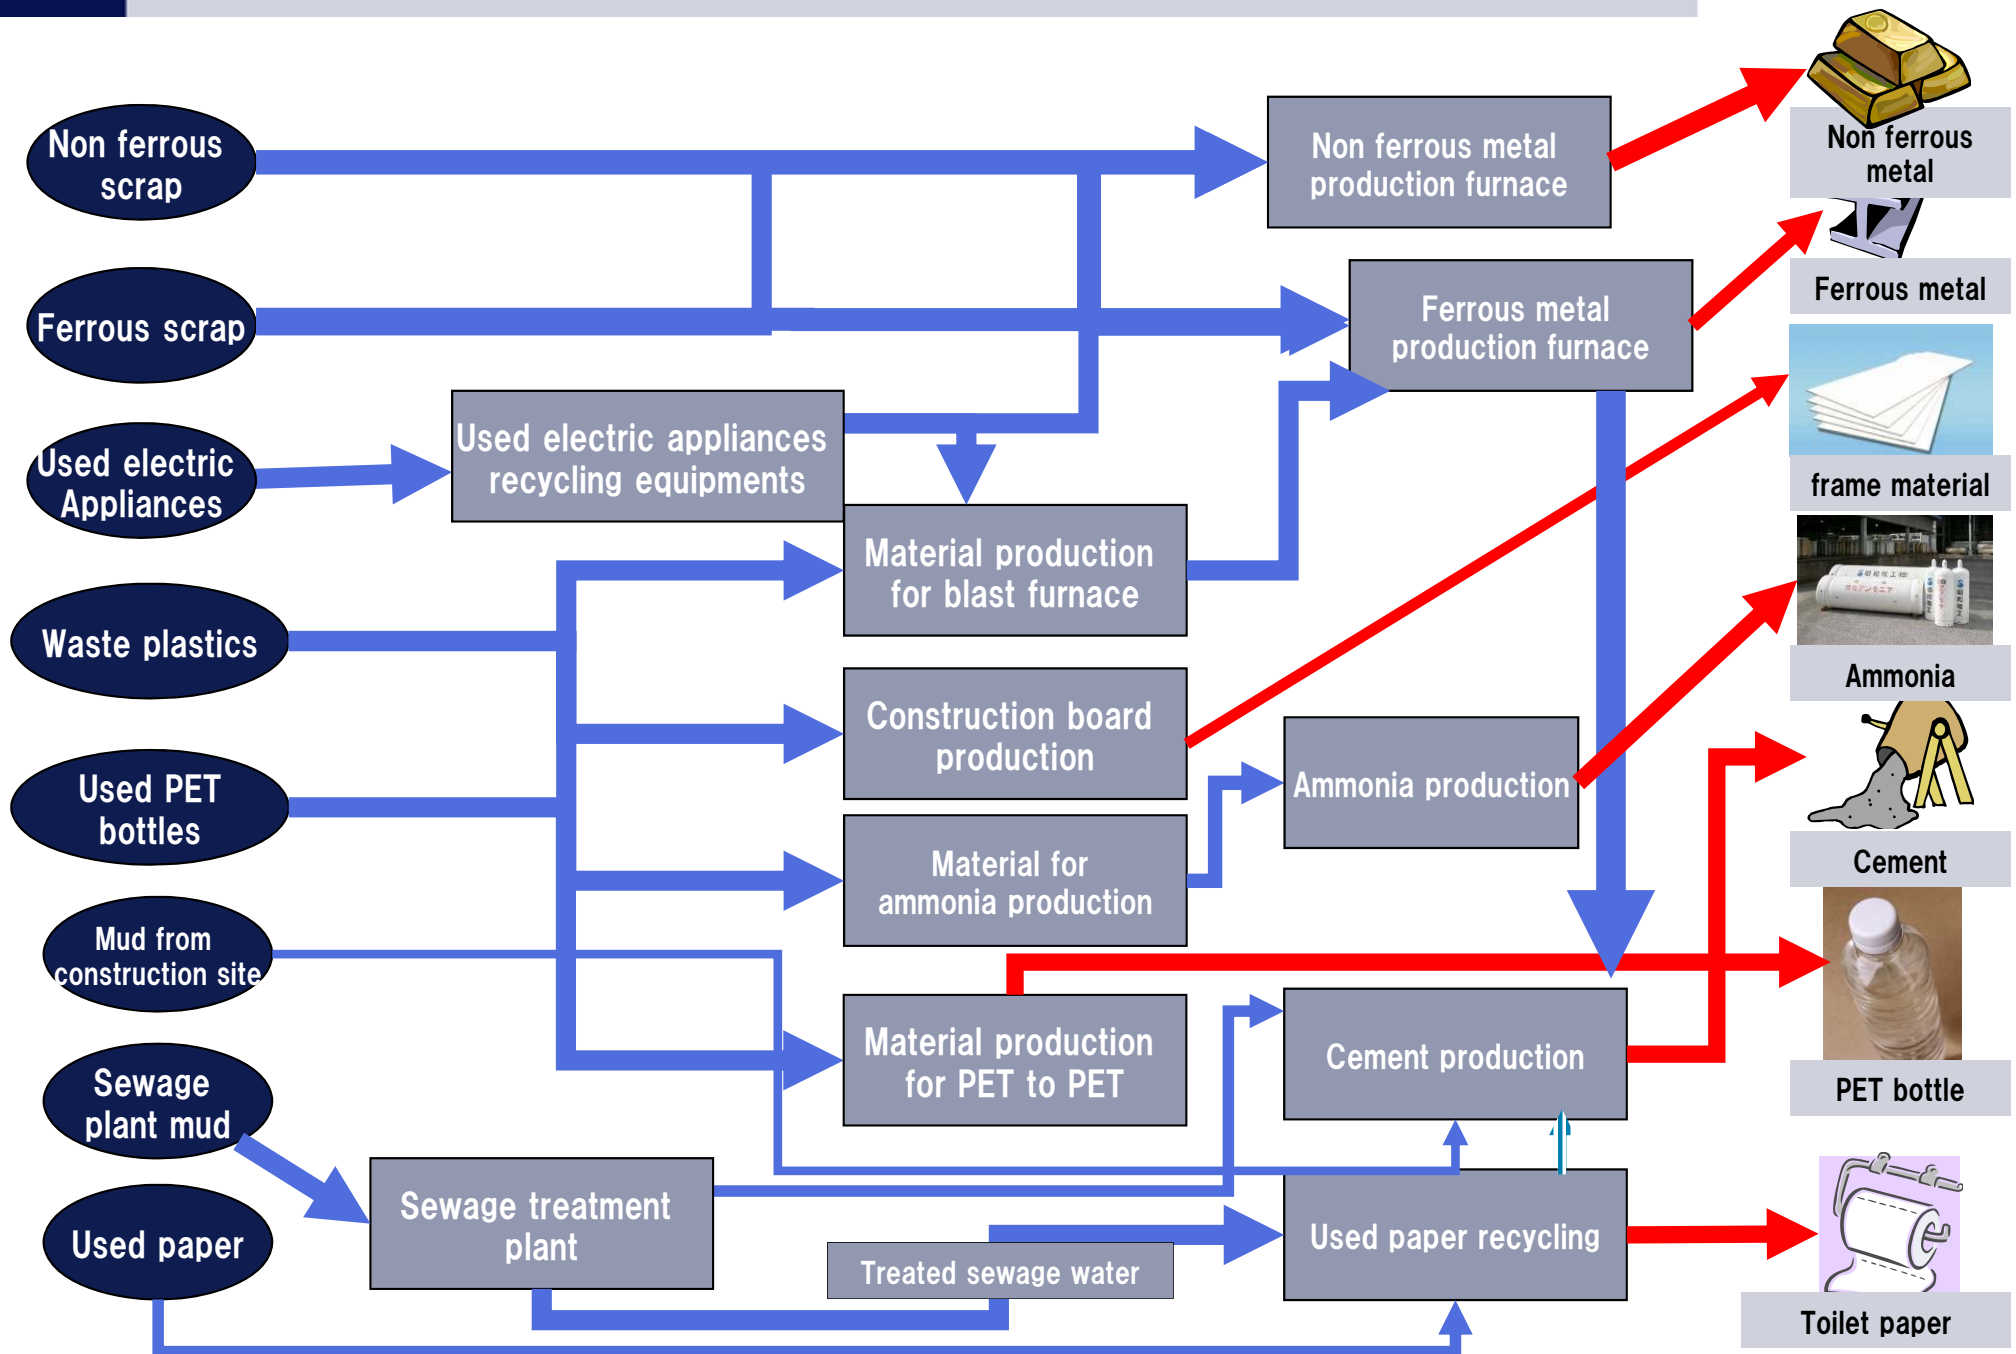 Non ferrous
scrap
Ferrous scrap
Used electric
Appliances
Waste plastics
Used PET
bottles
Mud from
construction site
Sewage
plant mud
Used paper
Used electric appliances
recycling equipments
Material production
for blast furnace
Construction board
production
Material for
ammonia production
Material production
for PET to PET
Sewage treatment
plant
Treated sewage water
Non ferrous metal
production furnace
Ferrous metal
production furnace
Ammonia production
Cement production
Used paper recycling
Non ferrous
metal
Ferrous metal
frame material
Ammonia
Cement
PET bottle
Toilet paper